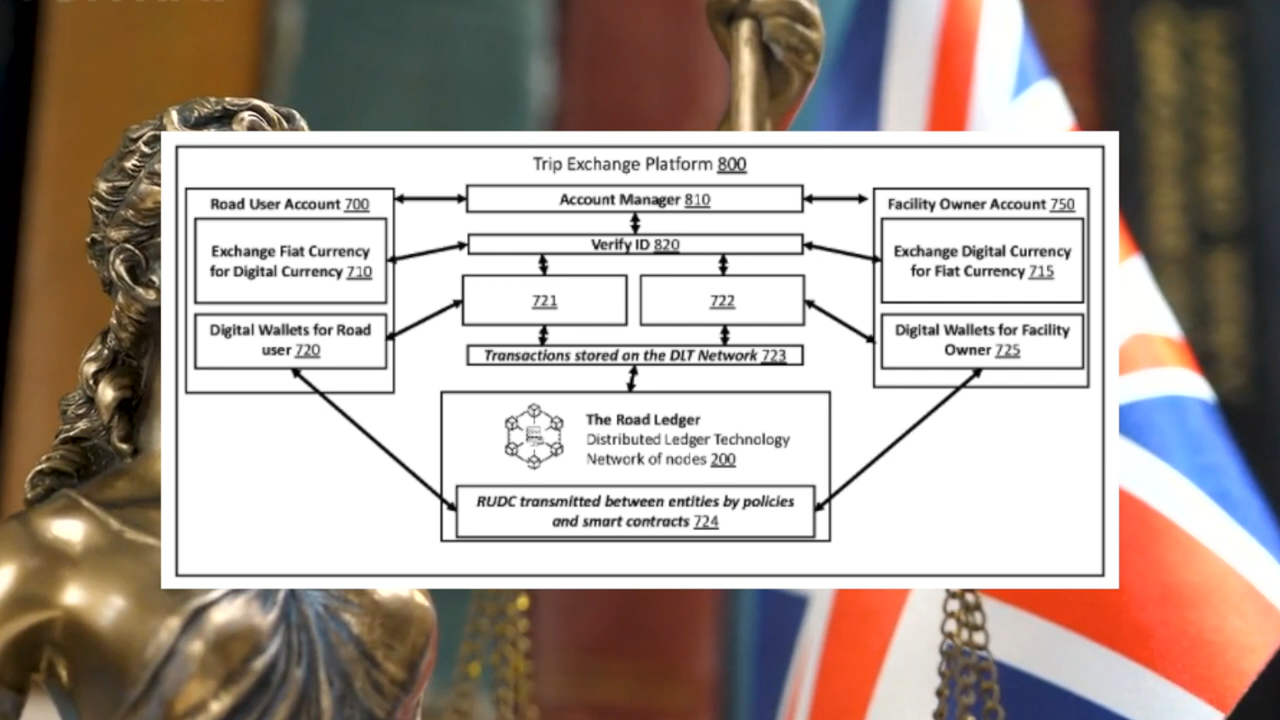 Trip Exchange Platform 800
Road User Account 700
Account Manager 810
Facility Owner Account 750
Exchange Fiat Currency
for Digital Currency 710
Verify ID 820
Exchange Digital Currency
for Fiat Currency 715
721
722
Digital Wallets for Road
user 720
Digital Wallets for Facility
Owner 725
Transactions stored on the DLT Network 723
The Road Ledger
Distributed Ledger Technology
Network of nodes 200
RUDC transmitted between entities by policies
and smart contracts 724